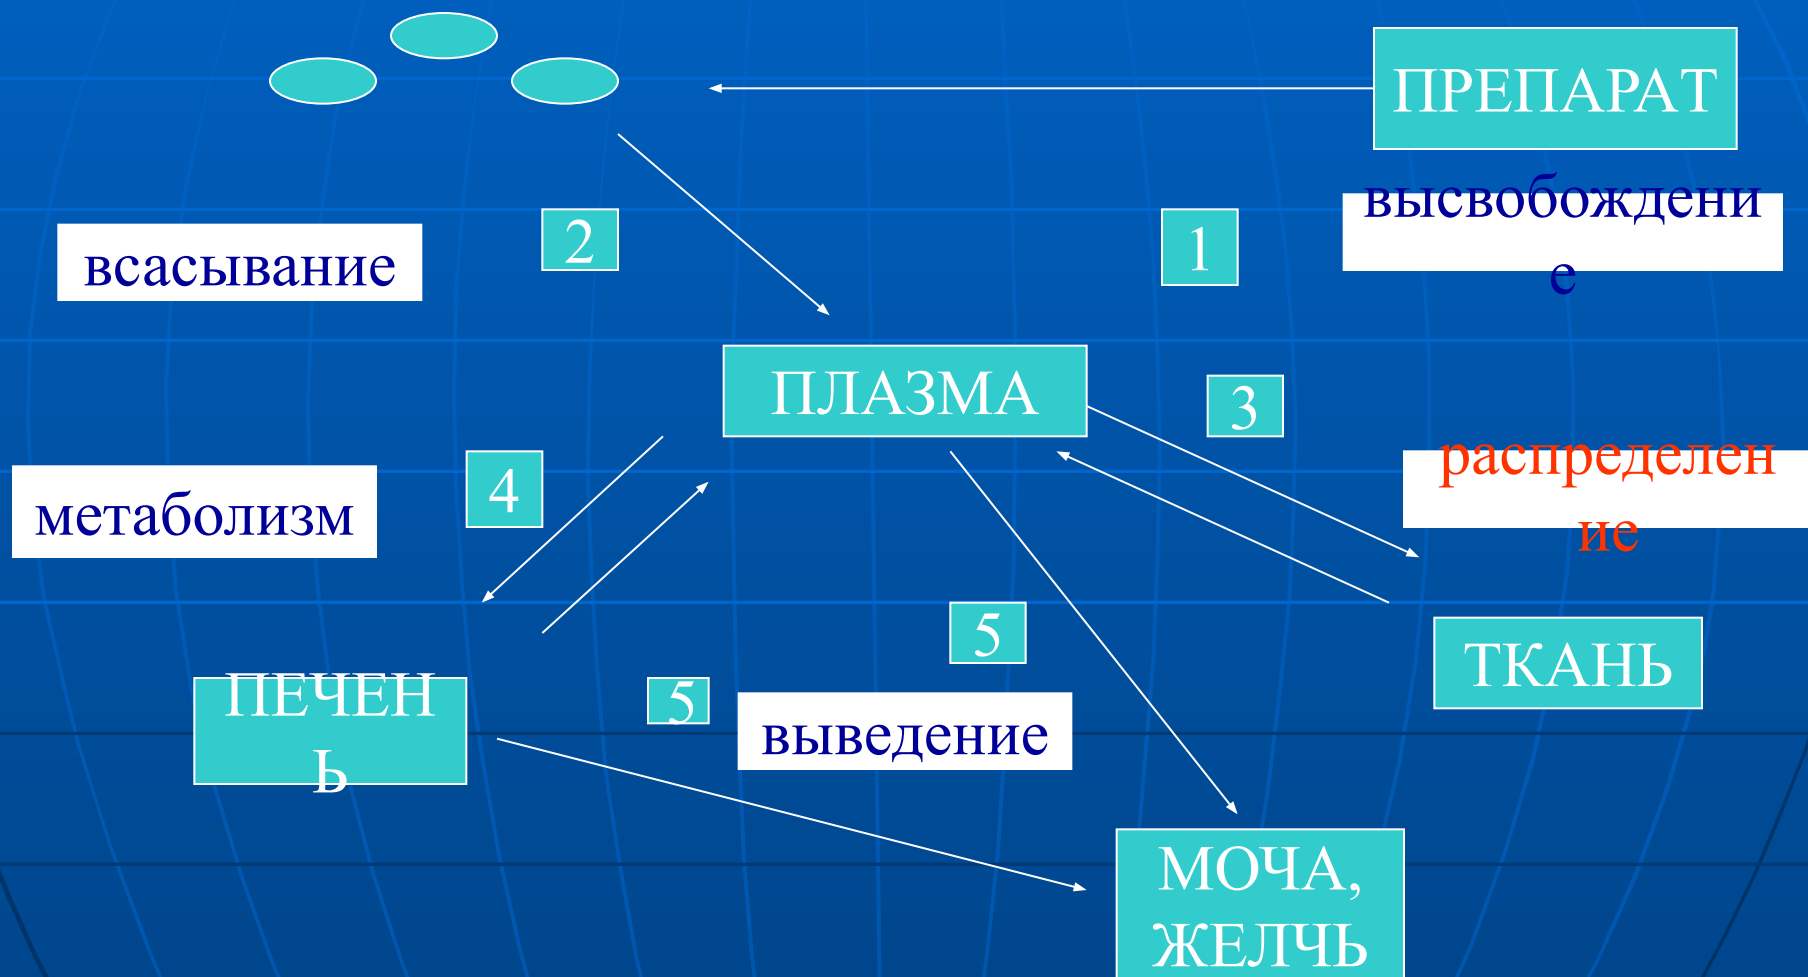 ПРЕПАРАТ
высвобождени
е
1
2
всасывание
ПЛАЗМА
3
распределен
ие
4
метаболизм
5
ТКАНЬ
ПЕЧЕН
Ь
5
выведение
МОЧА,
ЖЕЛЧЬ